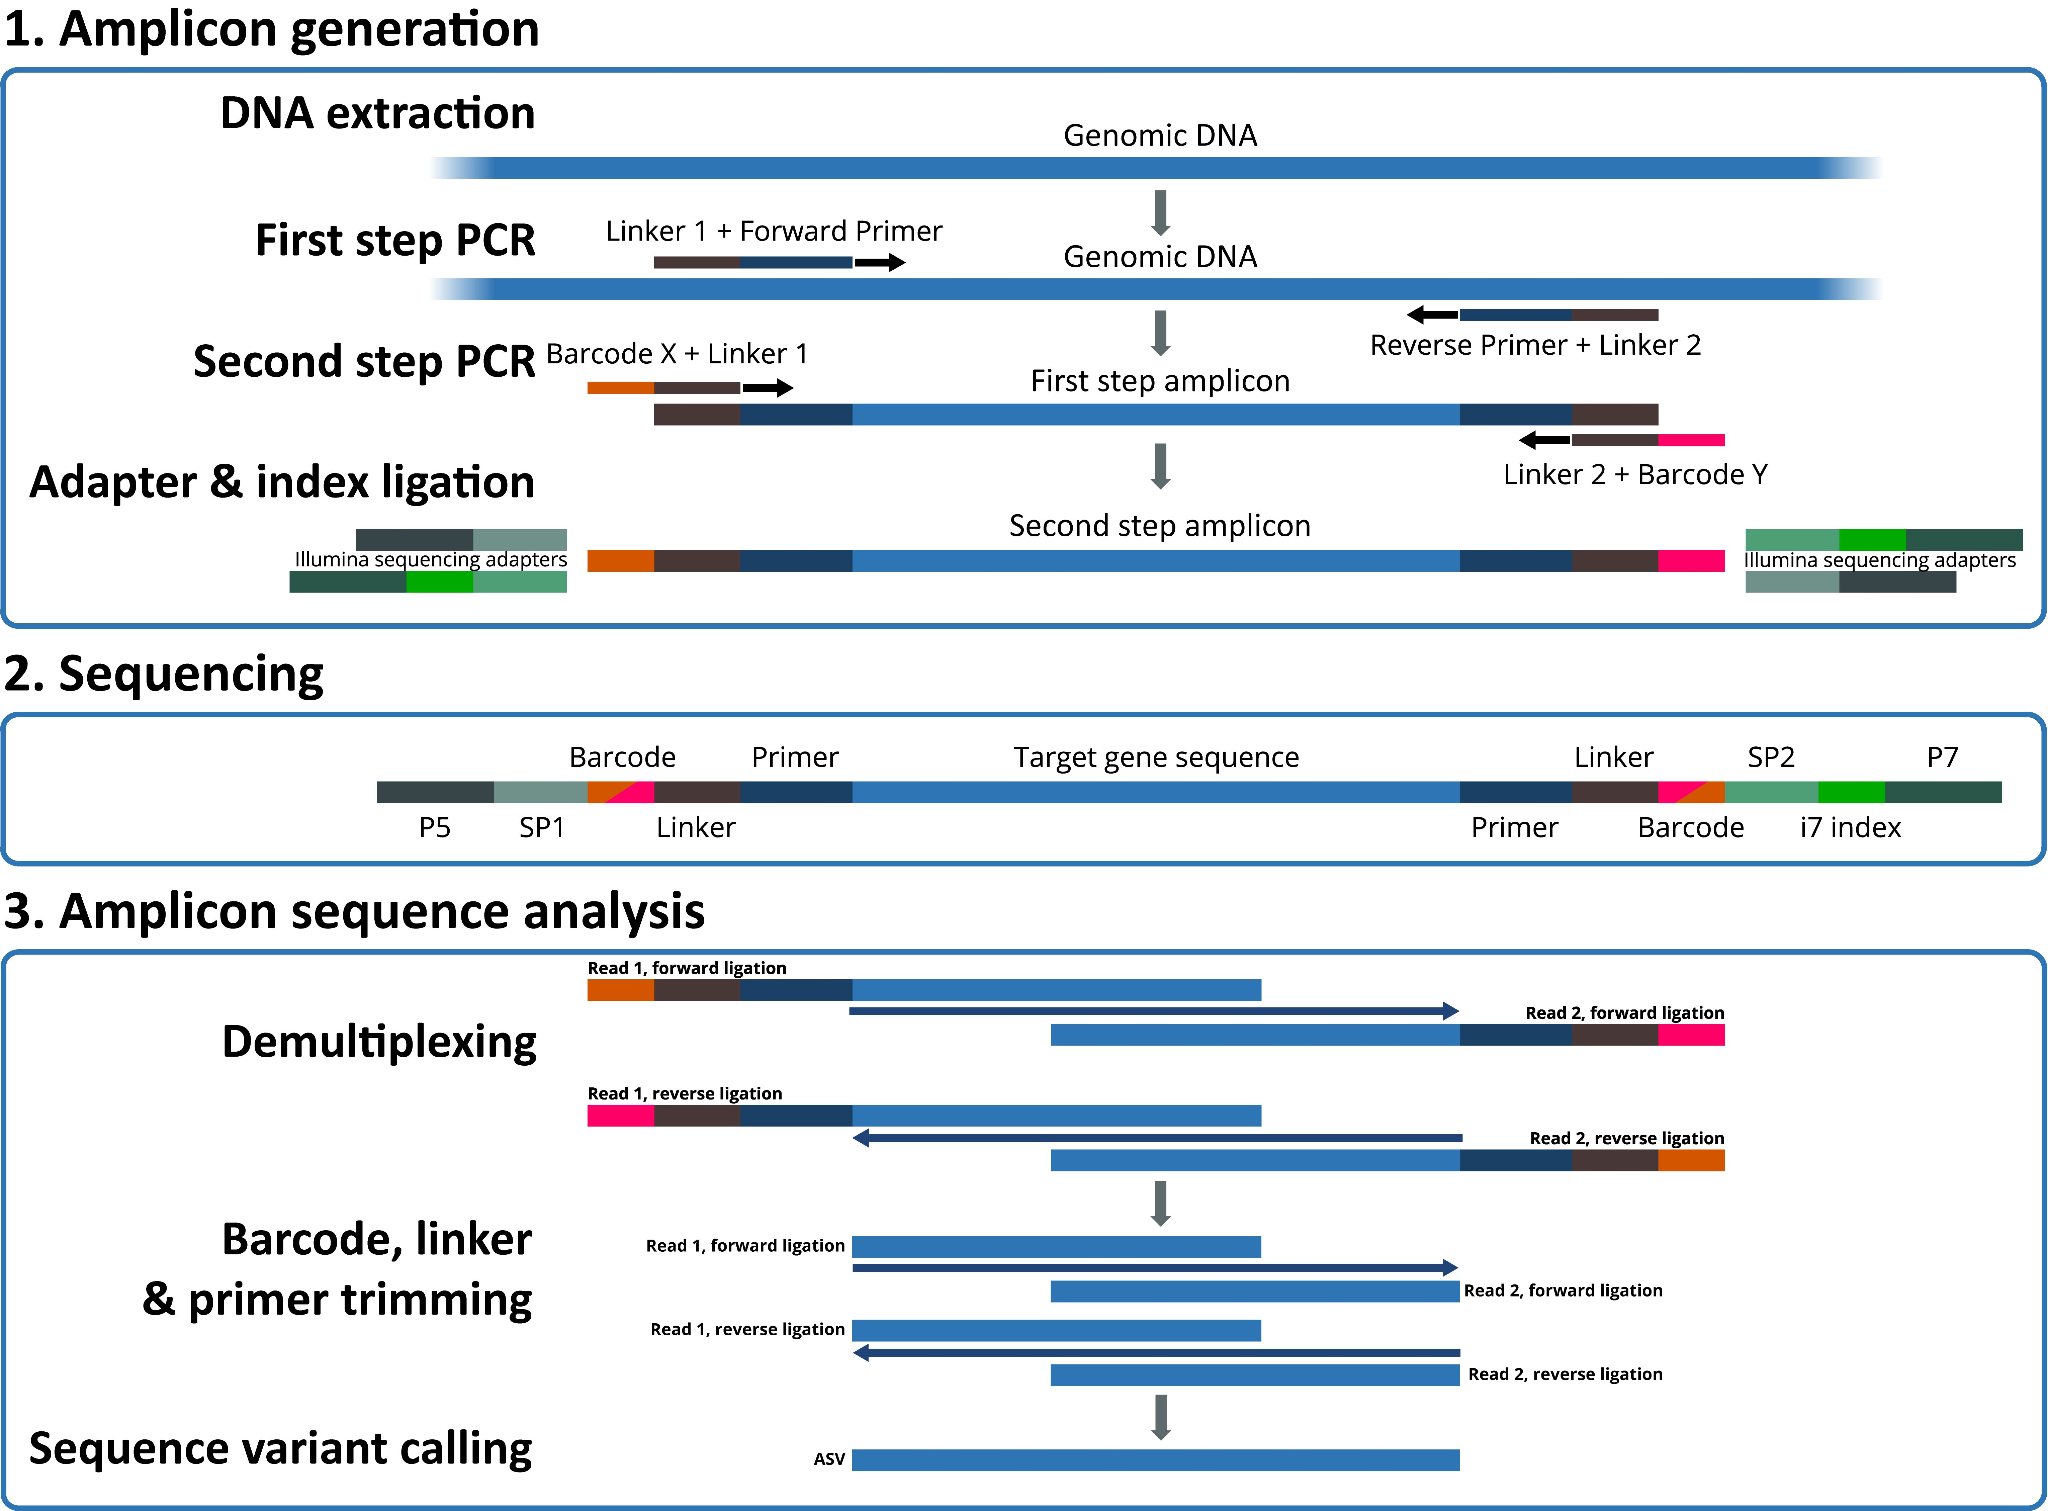 1. Amplicon generation
DNA extraction
Genomic DNA
First step PCR
Linker 1 + Forward Primer
Genomic DNA
Reverse Primer + Linker 2
Second step PCR
Barcode X + Linker 1
First step amplicon
Linker 2 + Barcode Y
Adapter & index ligation
Second step amplicon
Illumina sequencing adapters
Illumina sequencing adapters
2. Sequencing
Barcode
Primer
Target gene sequence
Linker
SP2
P7
P5
SP1
Linker
Primer
Barcode
i7 index
3. Amplicon sequence analysis
Read 1, forward ligation
Read 2, forward ligation
Demultiplexing
Read 1, reverse ligation
Read 2, reverse ligation
Barcode, linker
& primer trimming
Read 1, forward ligation
Read 2, forward ligation
Read 1, reverse ligation
Read 2, reverse ligation
Sequence variant calling
ASV